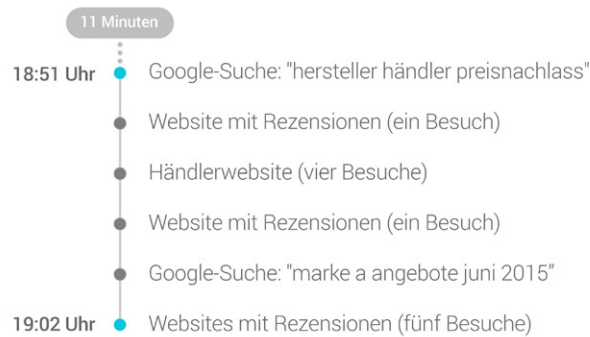 11 Minuten
18:51 Uhr Google-Suche: "hersteller händler preisnachlass"
Website mit Rezensionen (ein Besuch)
Händlerwebsite (vier Besuche)
Website mit Rezensionen (ein Besuch)
Google-Suche: "marke a angebote juni 2015"
19:02 Uhr Websites mit Rezensionen (fünf Besuche)